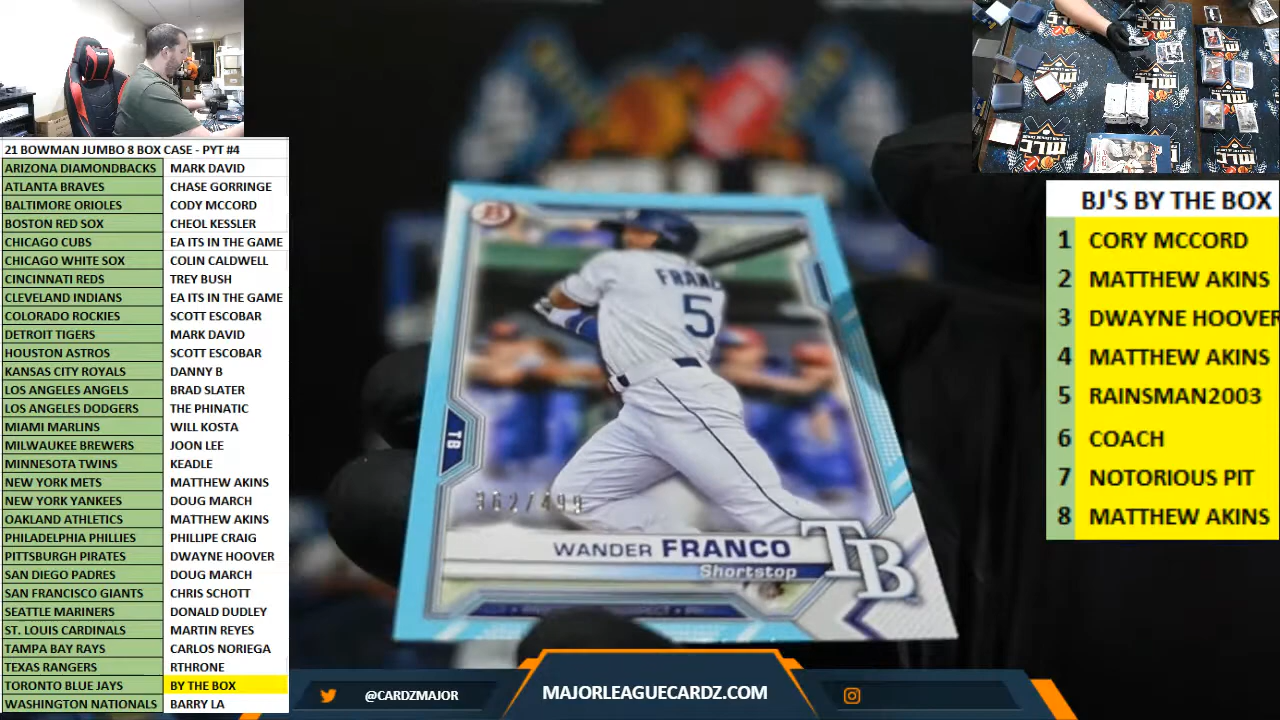 21 BOWMAN JUMBO 8 BOX CASE - PYT #4
ARIZONA DIAMONDBACKS MARK DAVID
ATLANTA BRAVES CHASE GORRINGE
BALTIMORE ORIOLES CODY MCCORD
BOSTON RED SOX CHEOL KESSLER
CHICAGO CUBS EA ITS IN THE GAME
CHICAGO WHITE SOX COLIN CALDWELL
CINCINNATI REDS TREY BUSH
CLEVELAND INDIANS EA ITS IN THE GAME
COLORADO ROCKIES SCOTT ESCOBAR
DETROIT TIGERS MARK DAVID
HOUSTON ASTROS SCOTT ESCOBAR
KANSAS CITY ROYALS DANNY B
LOS ANGELES ANGELS BRAD SLATER
LOS ANGELES DODGERS THE PHINATIC
MIAMI MARLINS WILL KOSTA
MILWAUKEE BREWERS JOON LEE
MINNESOTA TWINS KEADLE
NEW YORK METS MATTHEW AKINS
NEW YORK YANKEES DOUG MARCH
OAKLAND ATHLETICS MATTHEW AKINS
PHILADELPHIA PHILLIES PHILLIPE CRAIG
PITTSBURGH PIRATES DWAYNE HOOVER
SAN DIEGO PADRES DOUG MARCH
SAN FRANCISCO GIANTS CHRIS SCHOTT
SEATTLE MARINERS DONALD DUDLEY
ST. LOUIS CARDINALS MARTIN REYES
TAMPA BAY RAYS CARLOS NORIEGA
TEXAS RANGERS RTHRONE
TORONTO BLUE JAYS BY THE BOX
WASHINGTON NATIONALS BARRY LA
B
FRANC
5
TB
362/499
WANDER FRANCO
Shortstop
TB
BJ'S BY THE BOX
1 CORY MCCORD
2 MATTHEW AKINS
3 DWAYNE HOOVER
4 MATTHEW AKINS
5 RAINSMAN2003
6 COACH
7 NOTORIOUS PIT
8 MATTHEW AKINS
@CARDZMAJOR
MAJORLEAGUECARDZ.COM